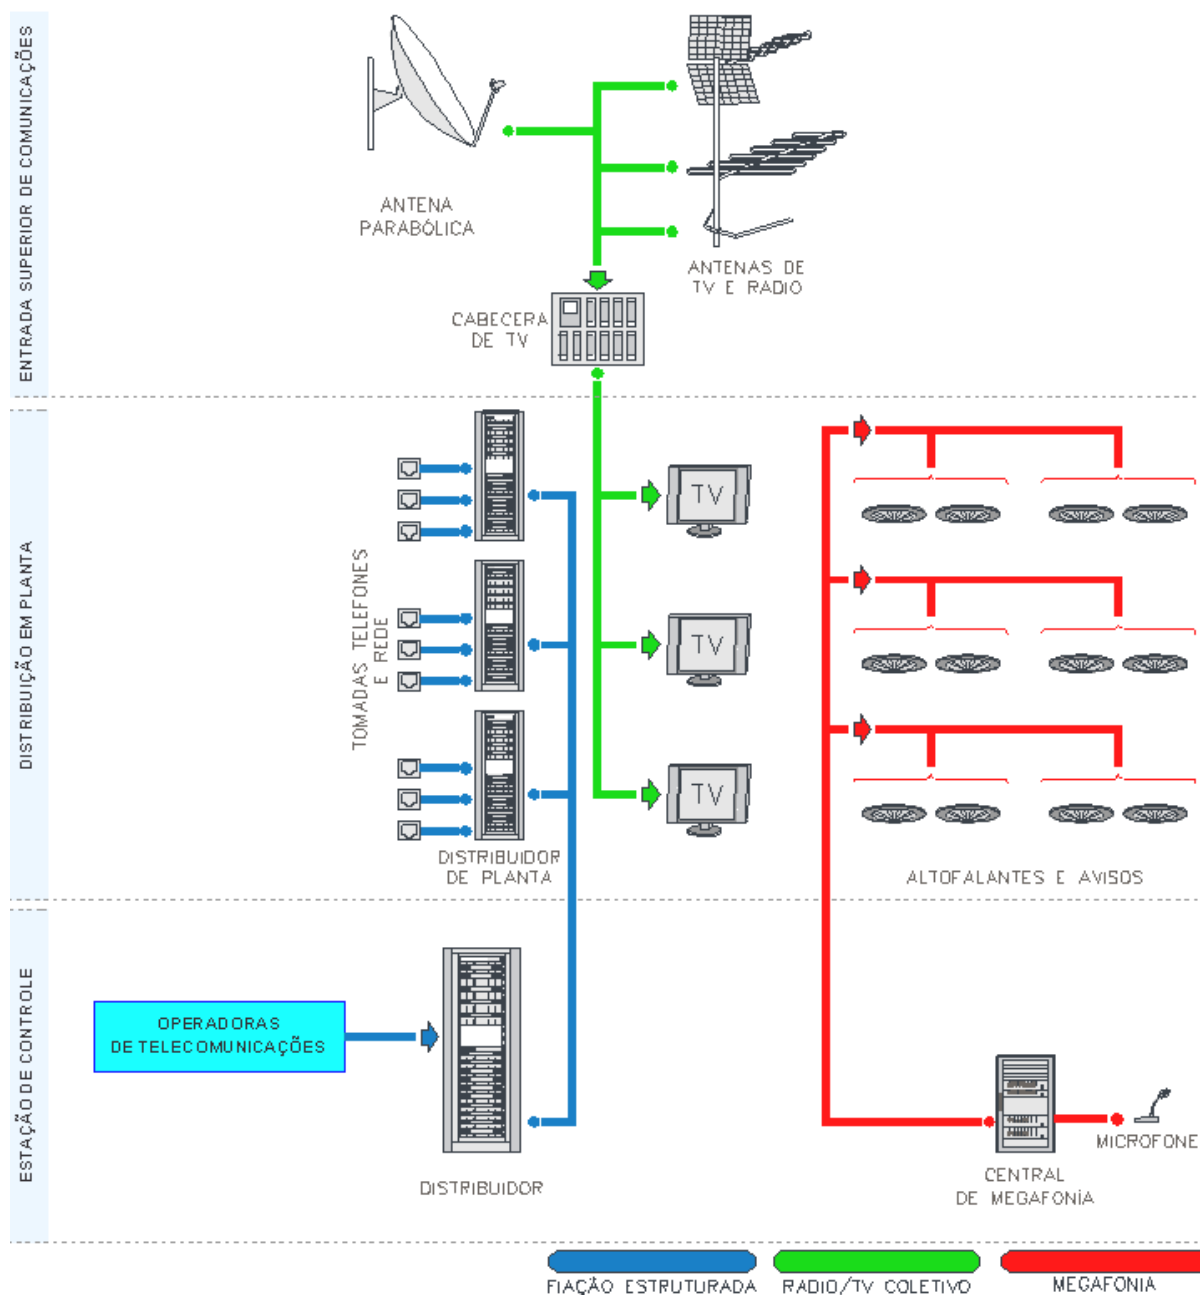 ENTRADA SUPERIOR DE COMUNICAÇÕES
ANTENA
PARABÓLICA
ANTENAS DE
TV E RADIO
CABECERA
DE TV
DISTRIBUIÇÃO EM PLANTA
TOMADAS TELEFONES
E REDE
TV
TV
TV
DISTRIBUIDOR
DE PLANTA
ALTOFALANTES E AVISOS
ESTAÇÃO DE CONTROLE
OPERADORAS
DE TELECOMUNICAÇÕES
DISTRIBUIDOR
MICROFONE
CENTRAL
DE MEGAFONÍA
FIAÇÃO ESTRUTURADA
RADIO/TV COLETIVO
MEGAFONIA